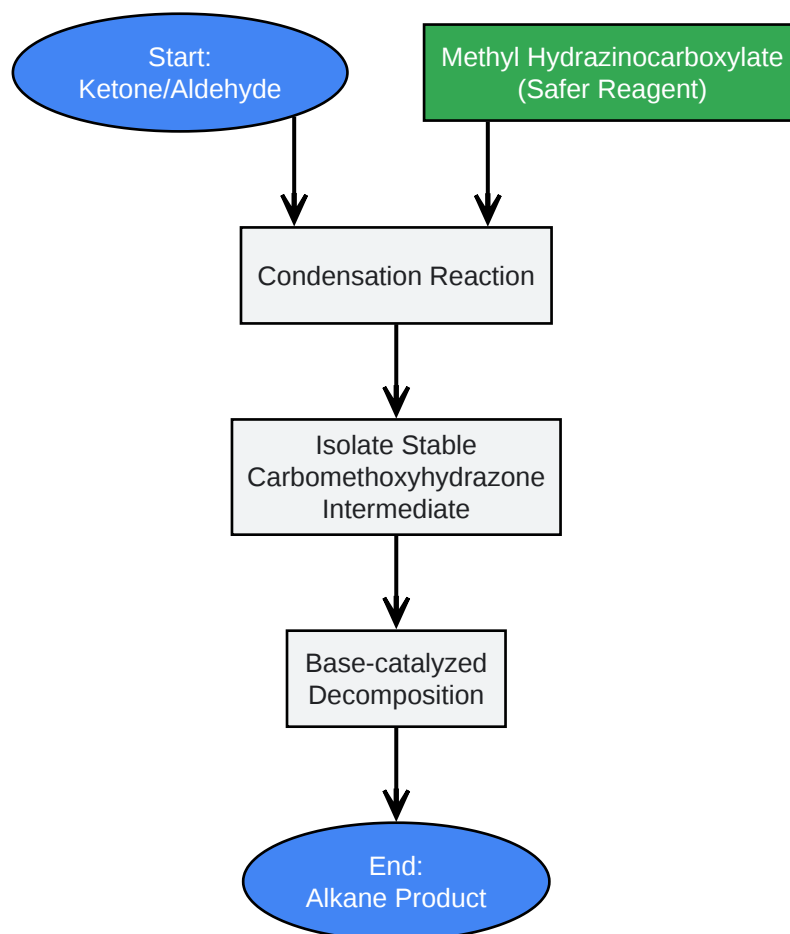 Start:
Ketone/Aldehyde
Methyl Hydrazinocarboxylate
(Safer Reagent)
Condensation Reaction
Isolate Stable
Carbomethoxyhydrazone
Intermediate
Base-catalyzed
Decomposition
End:
Alkane Product